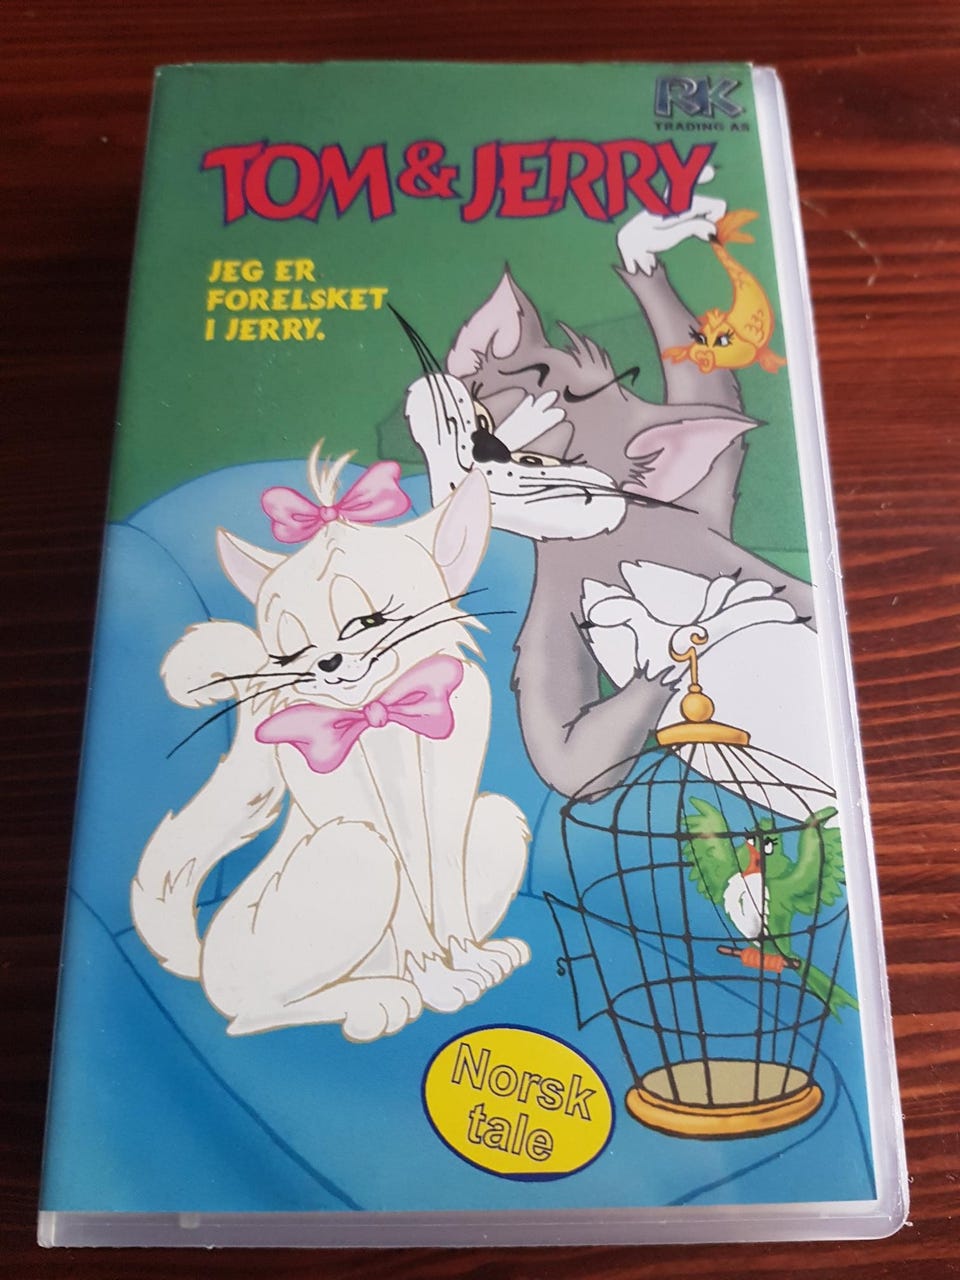 RK
TRADING AS
TOM & JERRY
JEG ER
FORELSKET
I JERRY.
Norsk
tale